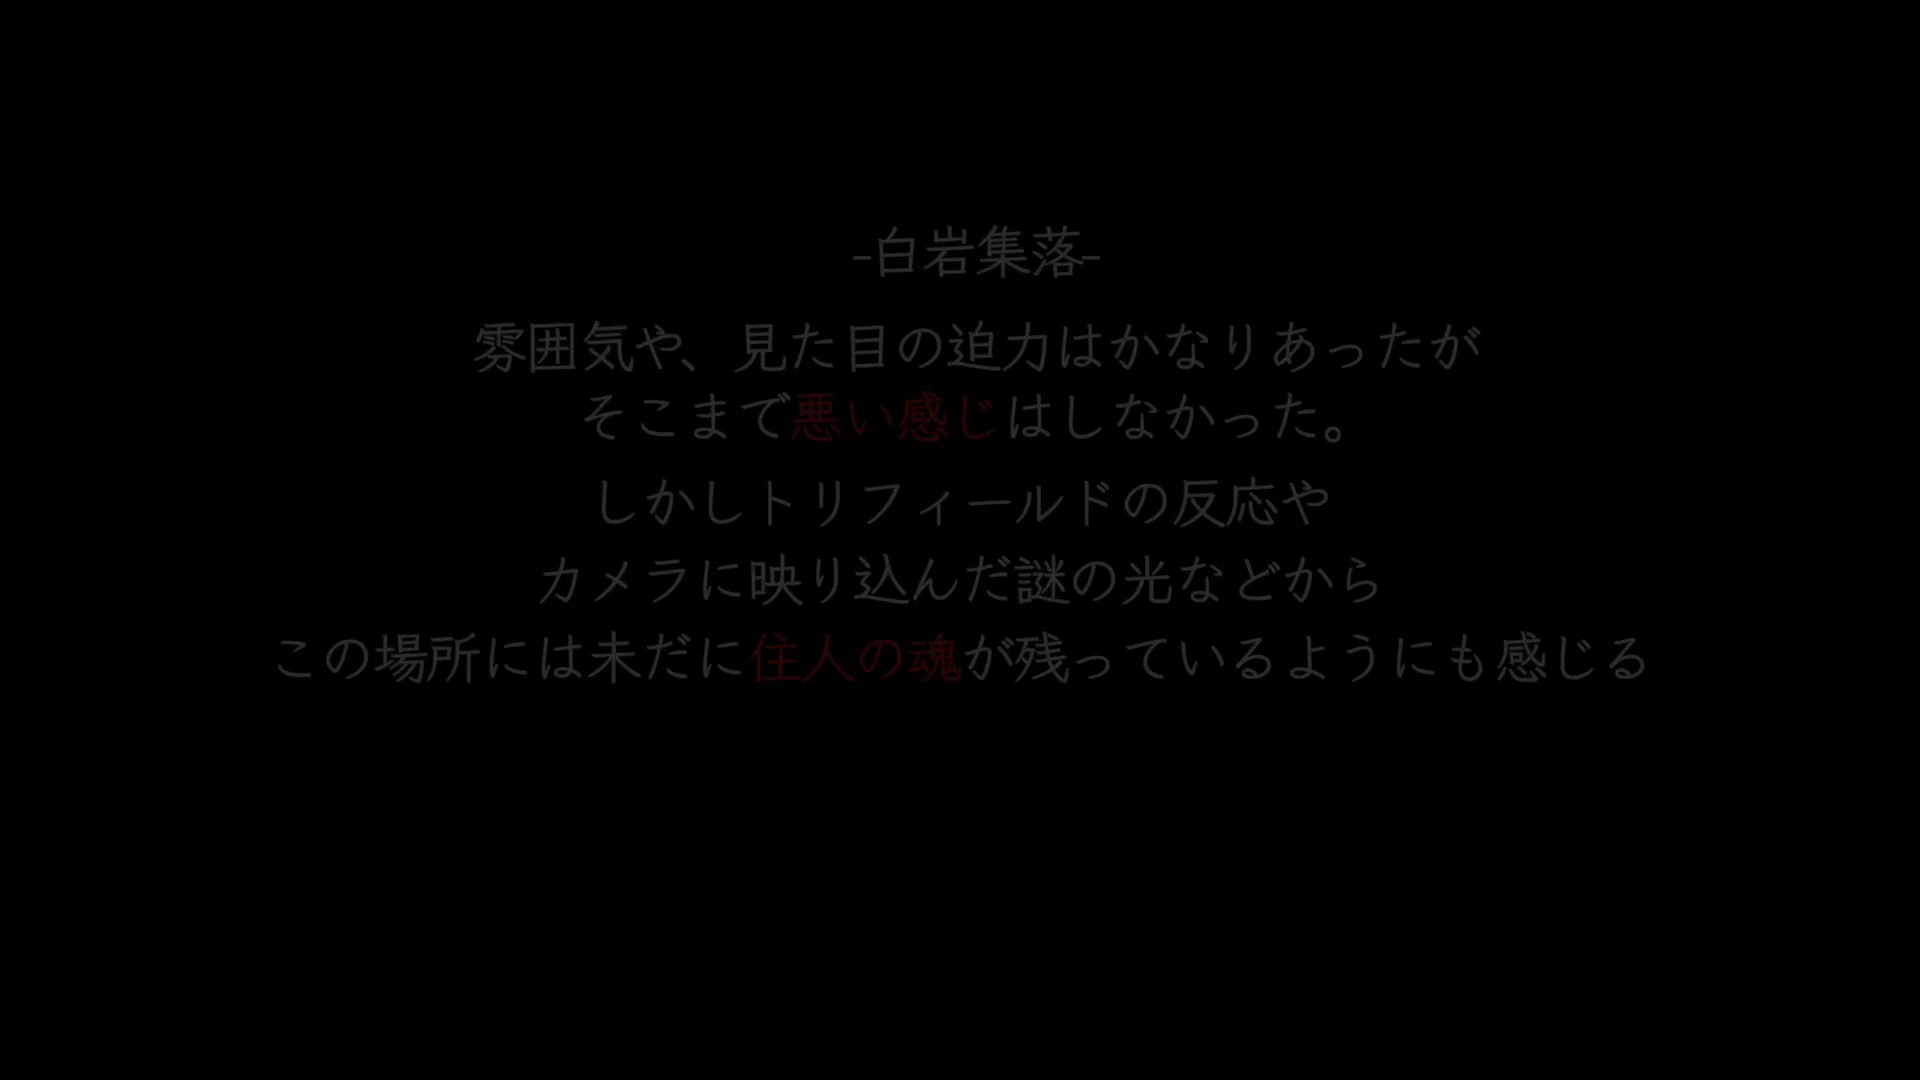 -白岩集落-
雰囲気や、見た目の迫力はかなりあったが
そこまで悪い感じはしなかった。
しかしトリフィールドの反応や
カメラに映り込んだ謎の光などから
この場所には未だに住人の魂が残っているようにも感じる